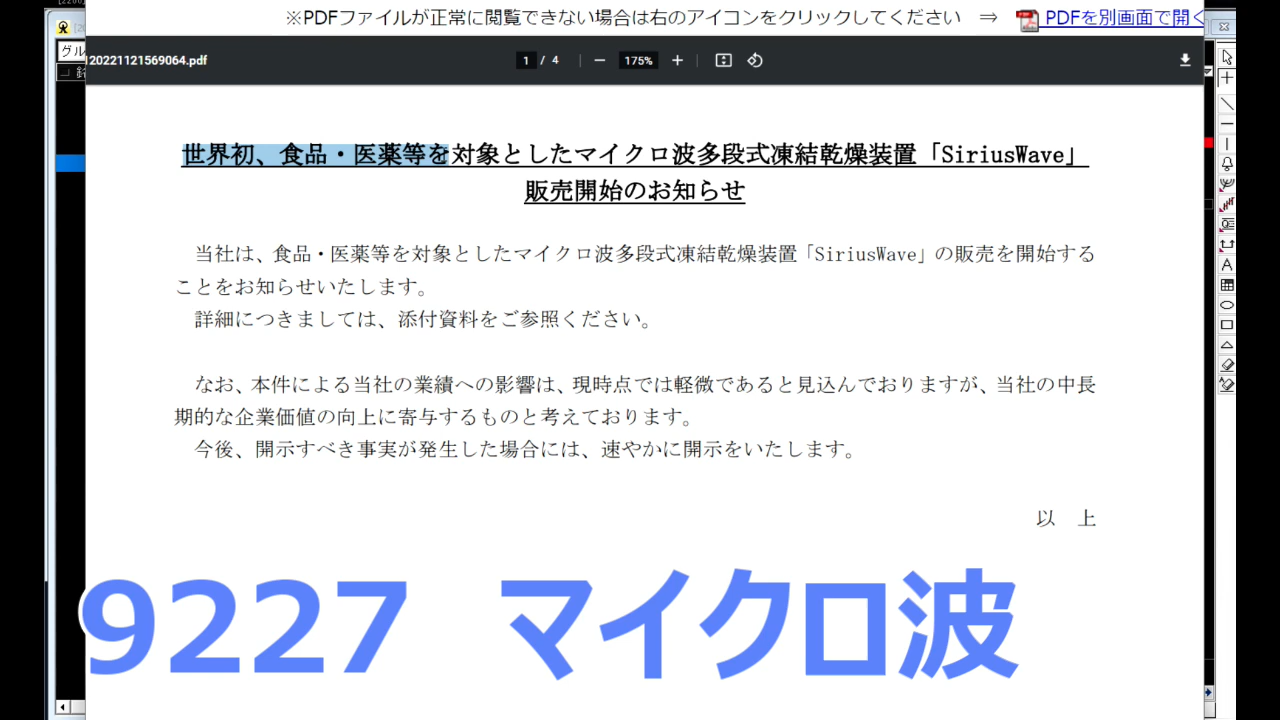 ※PDFファイルが正常に閲覧できない場合は右のアイコンをクリックしてください ⇒ PDFを別画面で開く
グル
120221121569064.pdf 1 / 4 175%
世界初、食品・医薬等を対象としたマイクロ波多段式凍結乾燥装置「SiriusWave」
販売開始のお知らせ
当社は、食品・医薬等を対象としたマイクロ波多段式凍結乾燥装置「SiriusWave」の販売を開始する
ことをお知らせいたします。
詳細につきましては、添付資料をご参照ください。
なお、本件による当社の業績への影響は、現時点では軽微であると見込んでおりますが、当社の中長
期的な企業価値の向上に寄与するものと考えております。
今後、開示すべき事実が発生した場合には、速やかに開示をいたします。
以 上
9227 マイクロ波